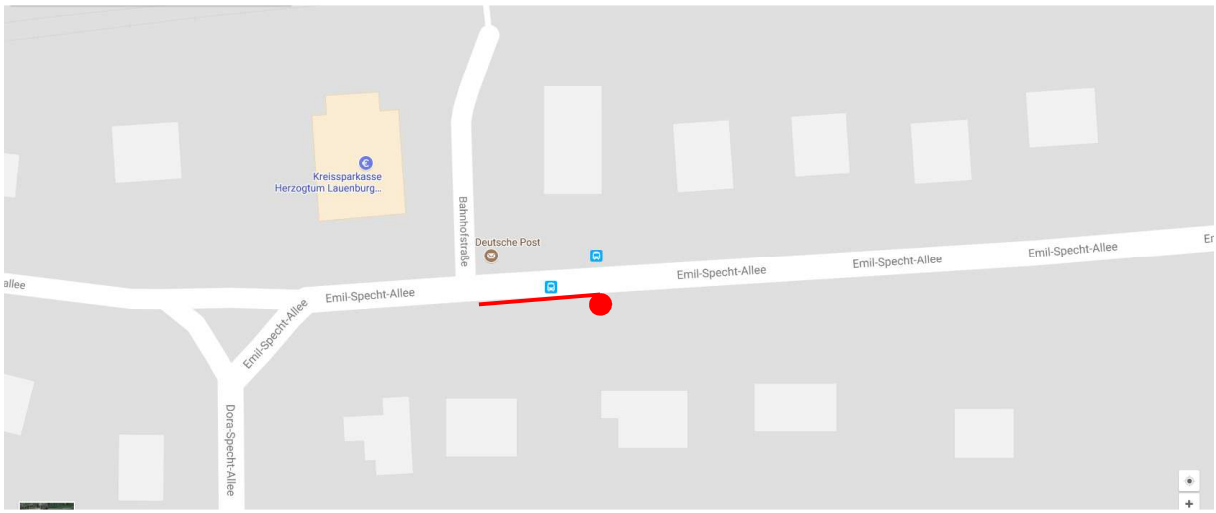 Kreissparkasse
Herzogtum Lauenburg...
Bahnhofstraße
Deutsche Post
allee
Emil-Specht-Allee
Emil-Specht-Allee
Emil-Specht-Allee
Emil-Specht-Allee
Emil-Specht-Allee
Er
Dora-Specht-Allee
+